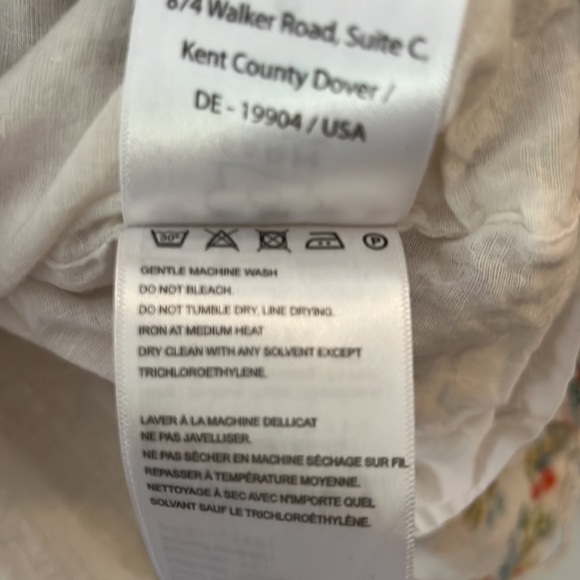 874 Walker Road, Suite C,
Kent County Dover /
DE - 19904 / USA
30°
P
GENTLE MACHINE WASH
DO NOT BLEACH.
DO NOT TUMBLE DRY, LINE DRYING.
IRON AT MEDIUM HEAT
DRY CLEAN WITH ANY SOLVENT EXCEPT
TRICHLOROETHYLENE.
LAVER À LA MACHINE DELLICAT
NE PAS JAVELLISER.
NE PAS SÉCHER EN MACHINE SÉCHAGE SUR FIL
REPASSER À TEMPÉRATURE MOYENNE.
NETTOYAGE À SEC AVEC N'IMPORTE QUEL
SOLVANT SAUF LE TRICHLOROÉTHYLÈNE.